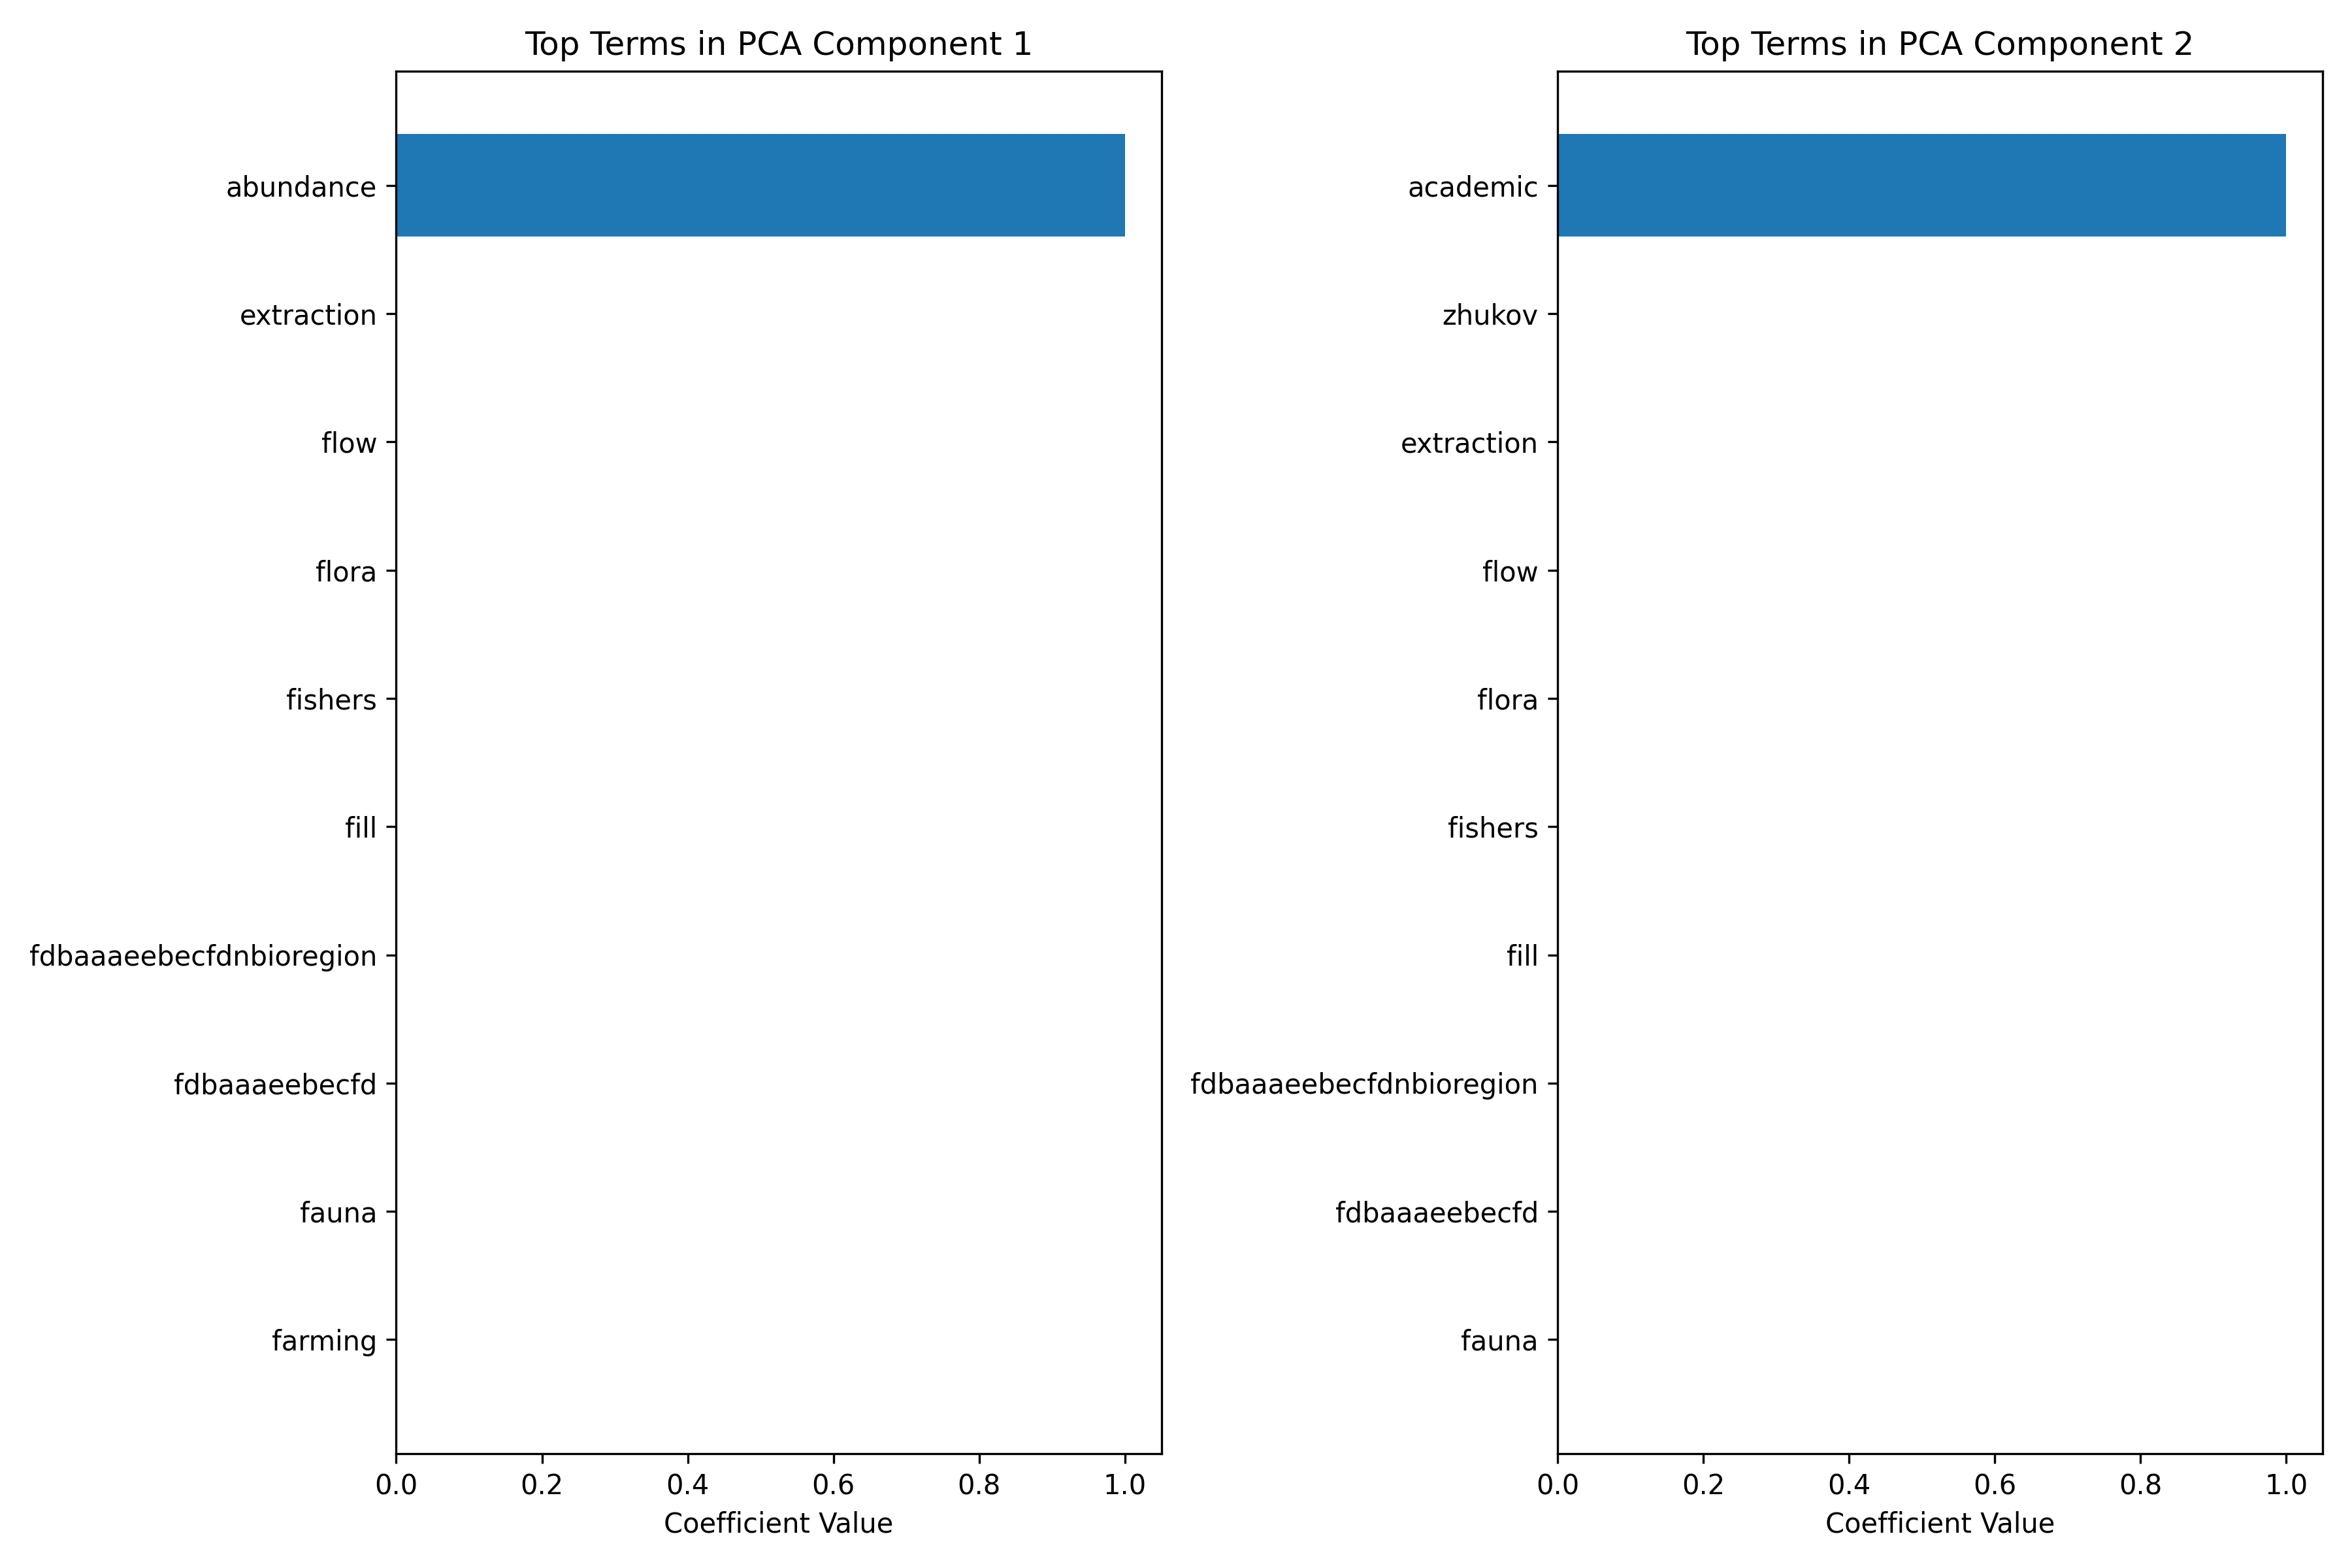 Top Terms in PCA Component 1
abundance
extraction
flow
flora
fishers
fill
fdbaaaeebecfdnbioregion
fdbaaaeebecfd
fauna
farming
0.0 0.2 0.4 0.6 0.8 1.0
Coefficient Value
Top Terms in PCA Component 2
academic
zhukov
extraction
flow
flora
fishers
fill
fdbaaaeebecfdnbioregion
fdbaaaeebecfd
fauna
0.0 0.2 0.4 0.6 0.8 1.0
Coefficient Value